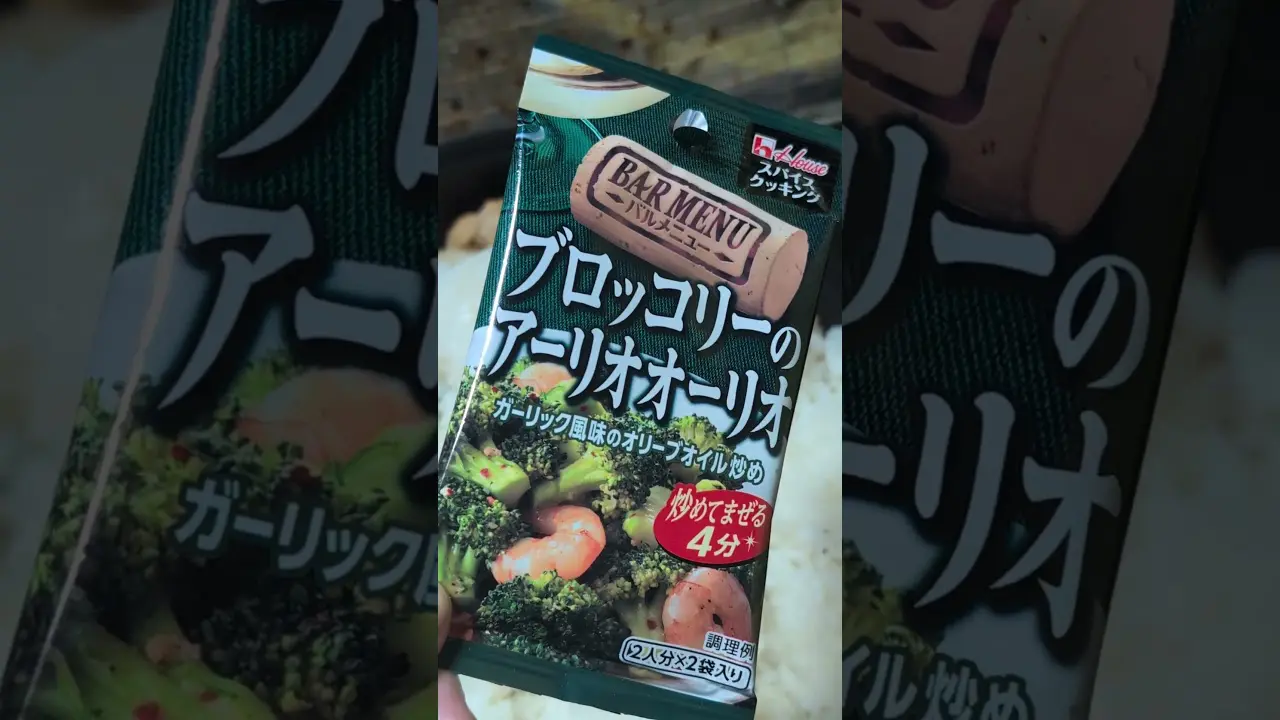 House
スパイス
クッキング
BAR MENU
バルメニュー
ブロッコリーの
アーリオオーリオ
ガーリック風味のオリーブオイル炒め
炒めてまぜる
4分
調理例
2人分×2袋入り